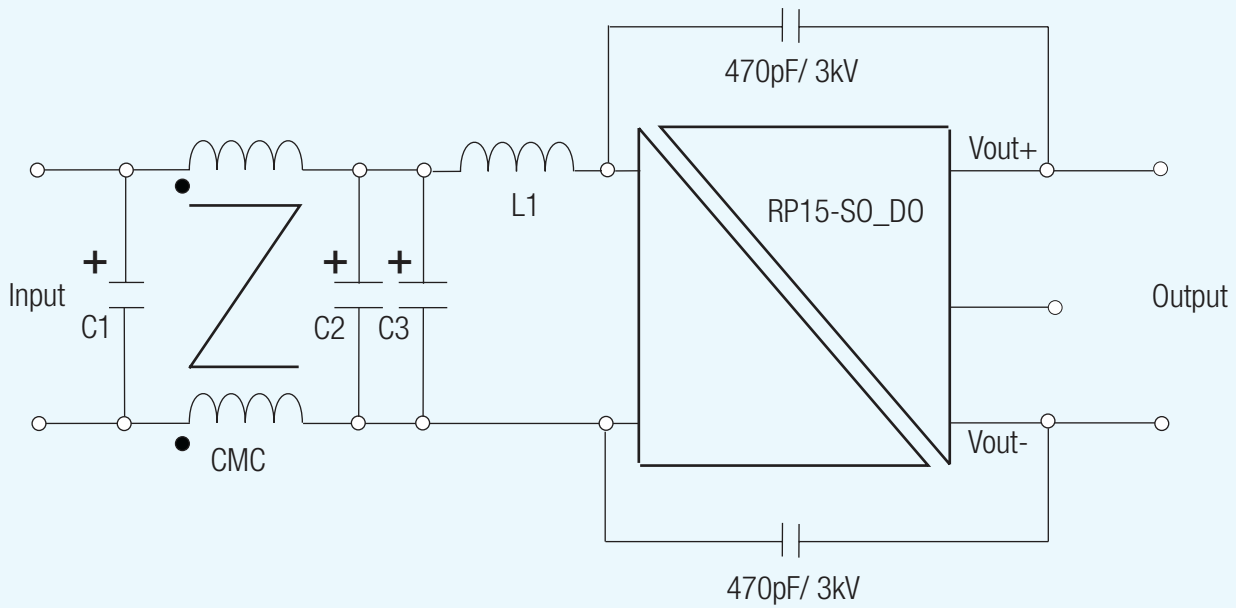 470pF/ 3kV
Vout+
L1
RP15-SO_DO
+
+
+
Input
C1
C2
C3
Output
Vout-
CMC
470pF/ 3kV